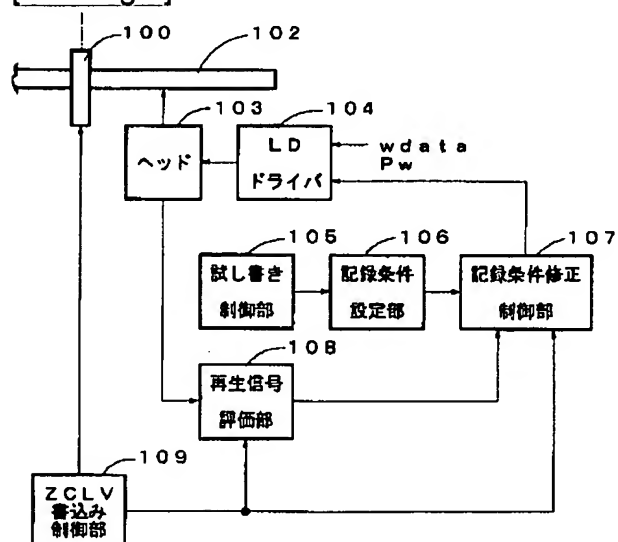 100
102
103
104
ヘッド
LD
ドライバ
wdata
Pw
105
106
107
試し書き
制御部
記録条件
設定部
記録条件修正
制御部
108
再生信号
評価部
109
ZCLV
書込み
制御部